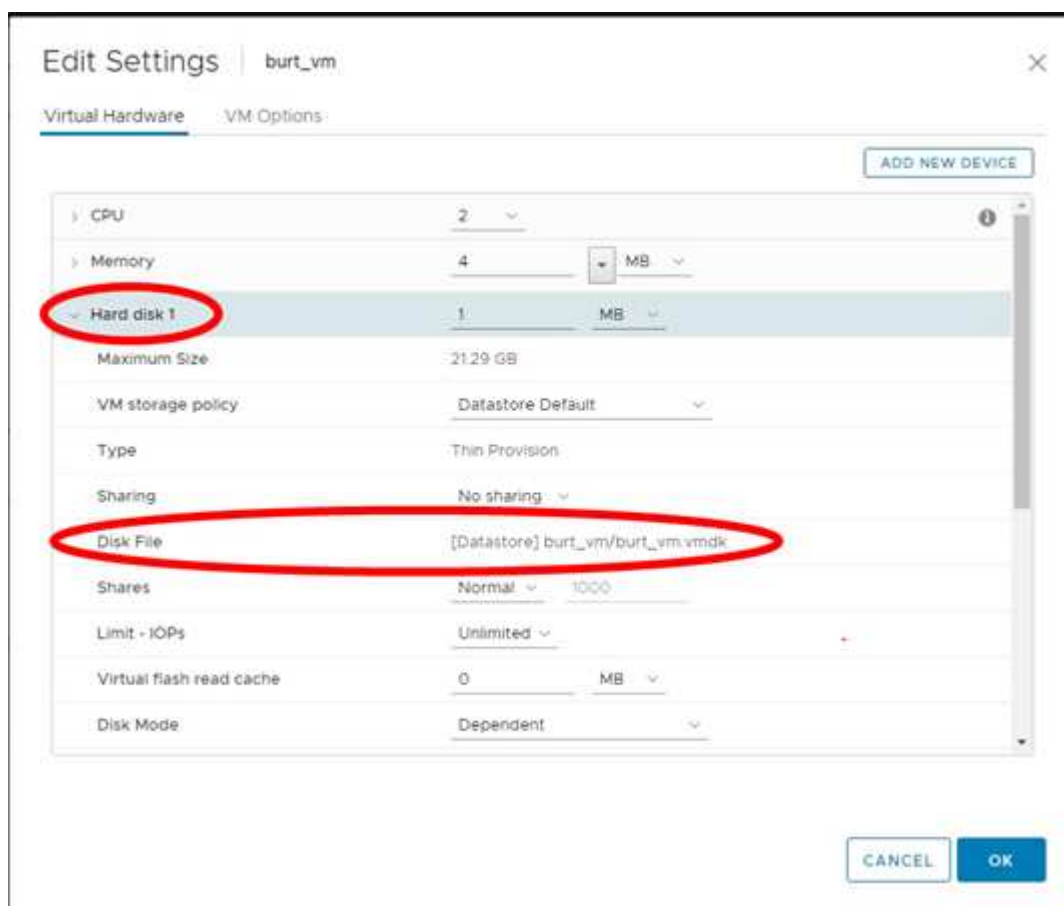 Edit Settings burt_vm
Virtual Hardware VM Options
ADD NEW DEVICE
CPU 2
Memory 4 MB
Hard disk 1 1 MB
Maximum Size 21.29 GB
VM storage policy Datastore Default
Type Thin Provision
Sharing No sharing
Disk File [Datastore] burt_vm/burt_vm.vmdk
Shares Normal 1000
Limit - IOPs Unlimited
Virtual flash read cache 0 MB
Disk Mode Dependent
CANCEL OK